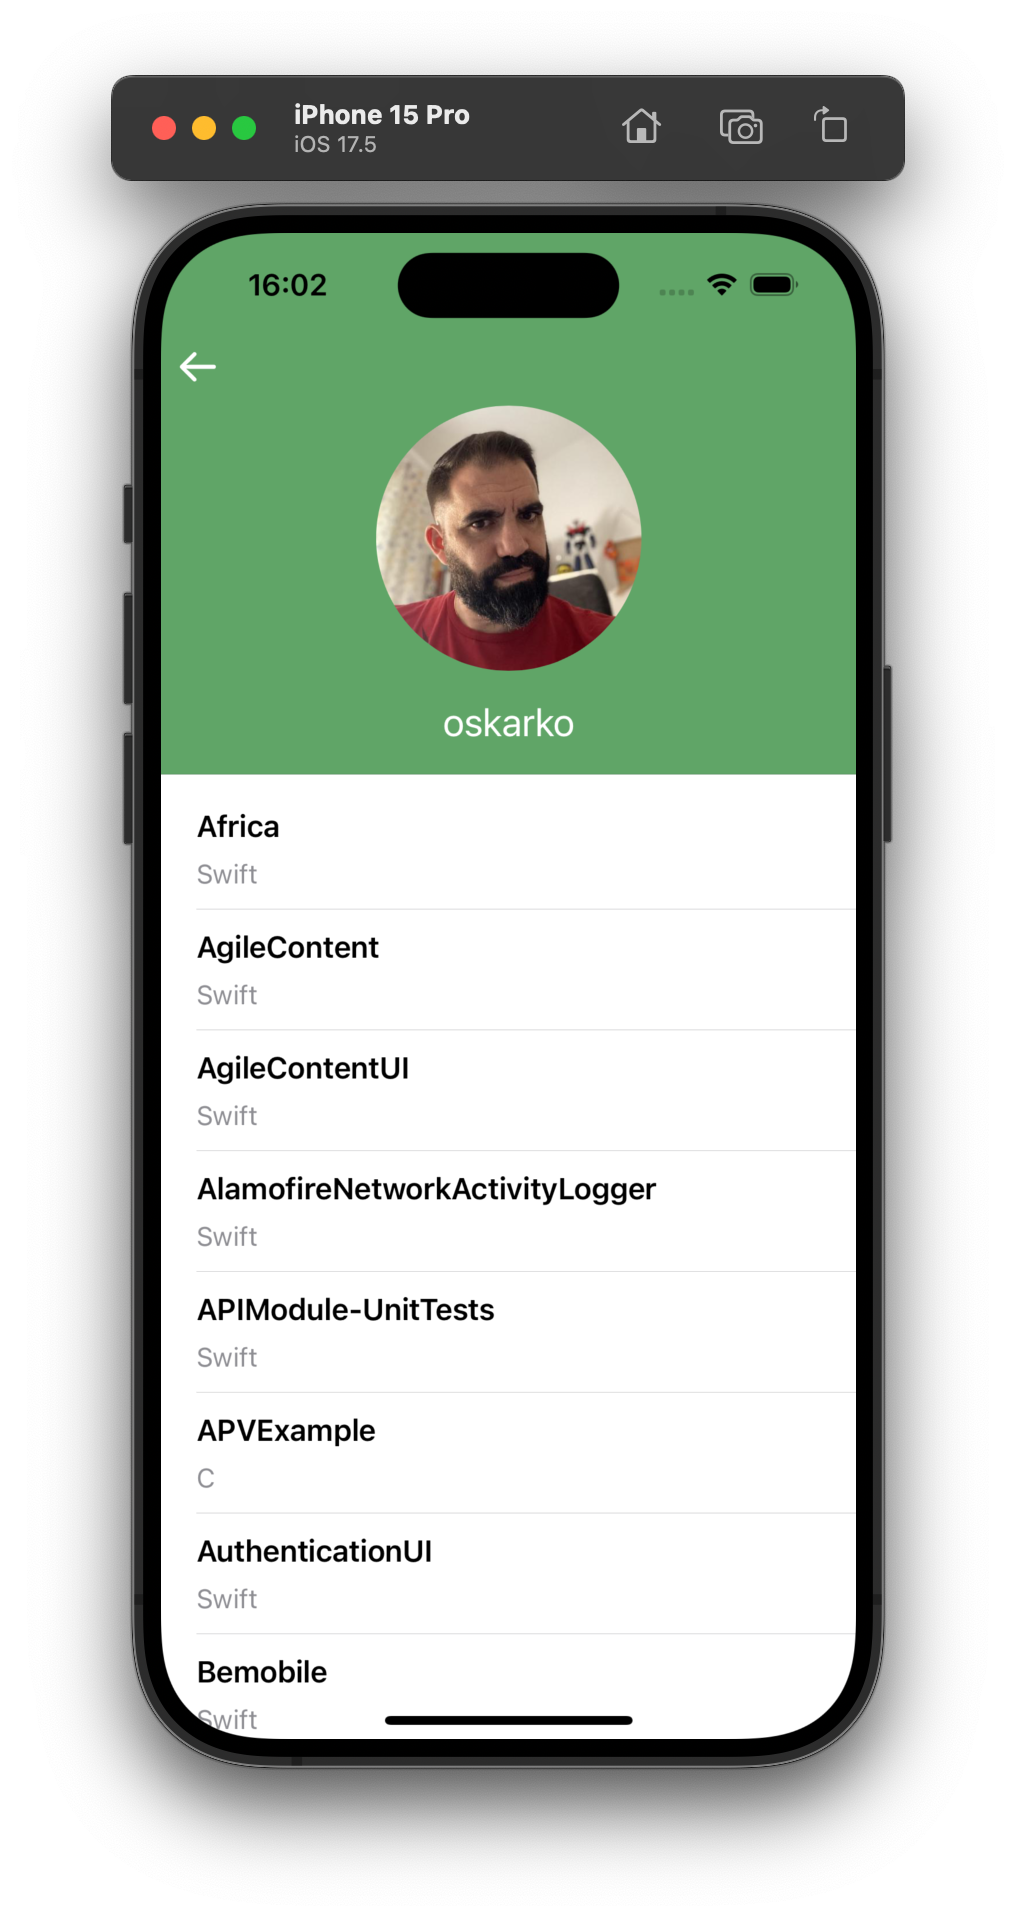 iPhone 15 Pro
iOS 17.5
16:02
oskarko
Africa
Swift
AgileContent
Swift
AgileContentUI
Swift
AlamofireNetworkActivityLogger
Swift
APIModule-UnitTests
Swift
APVExample
C
AuthenticationUI
Swift
Bemobile
Swift